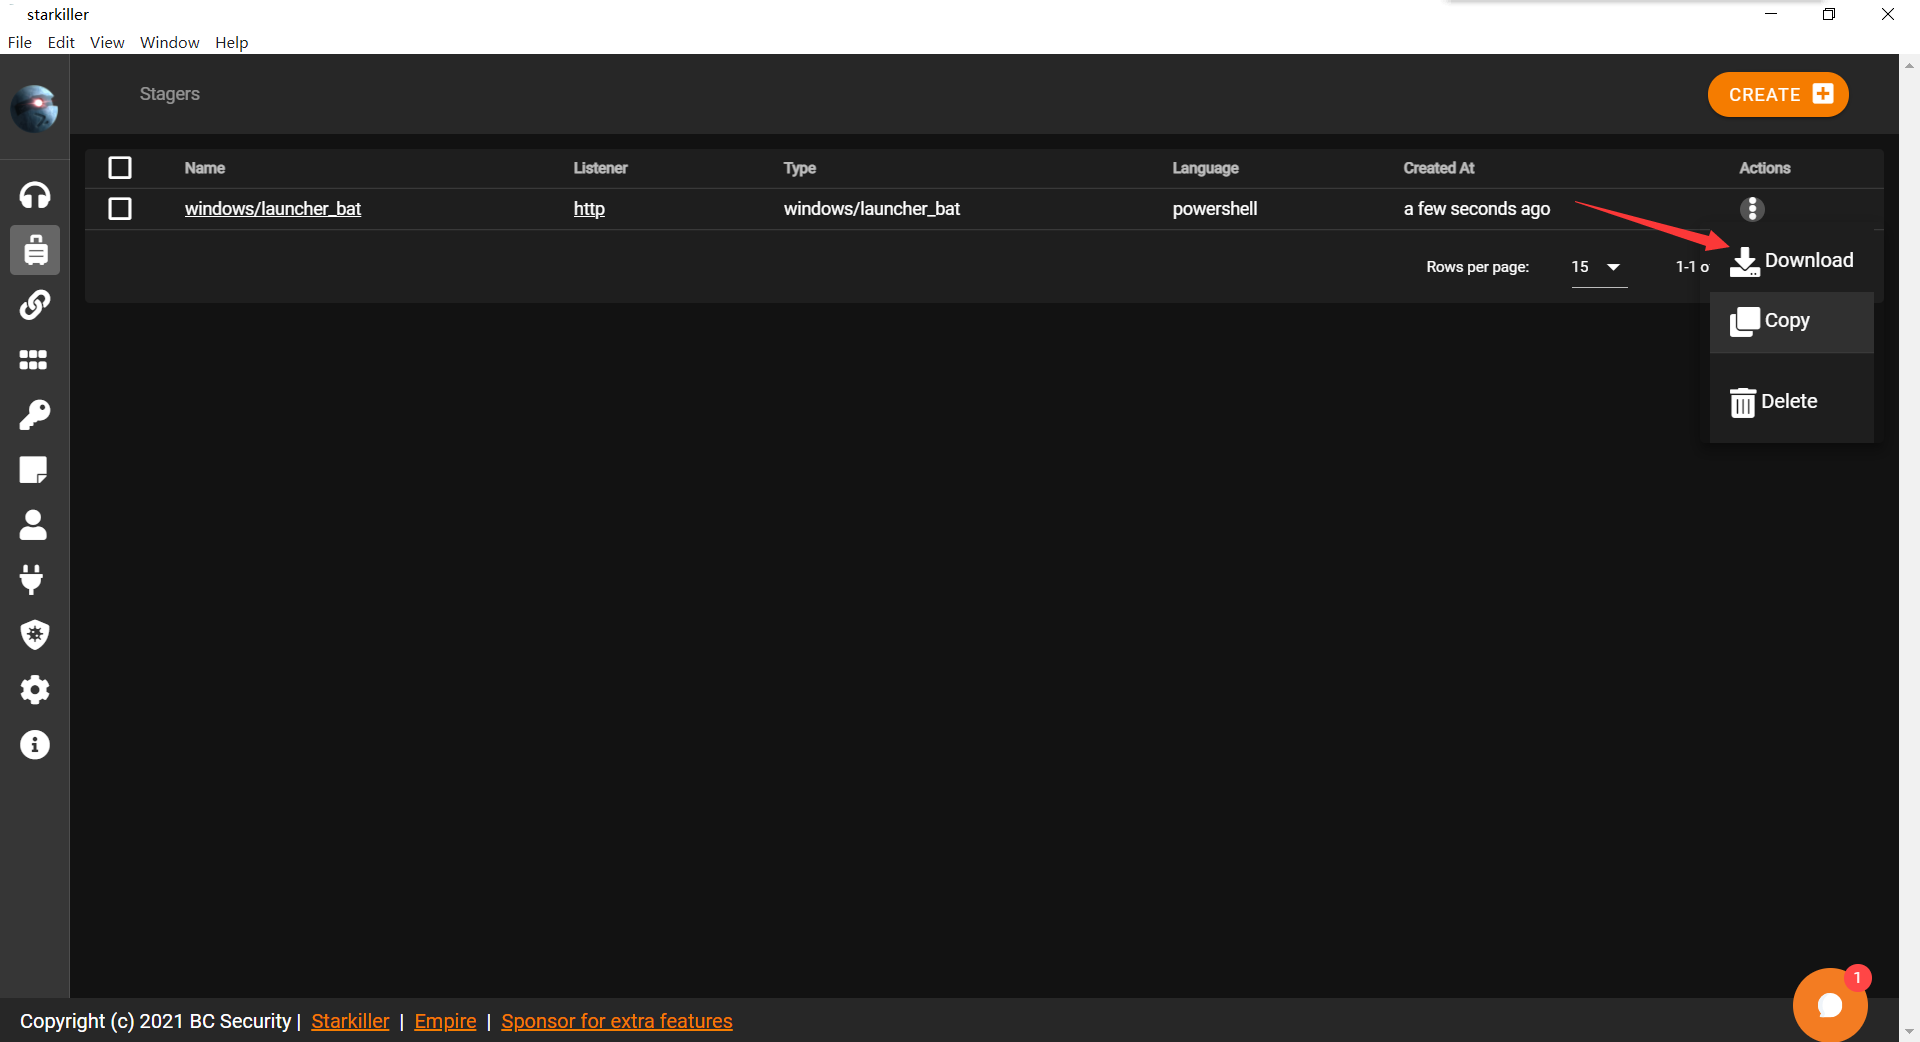 starkiller
File Edit View Window Help
Stagers
CREATE
Name Listener Type Language Created At Actions
windows/launcher_bat http windows/launcher_bat powershell a few seconds ago
Rows per page: 15 1-1 o
Download
Copy
Delete
1
Copyright (c) 2021 BC Security | Starkiller | Empire | Sponsor for extra features